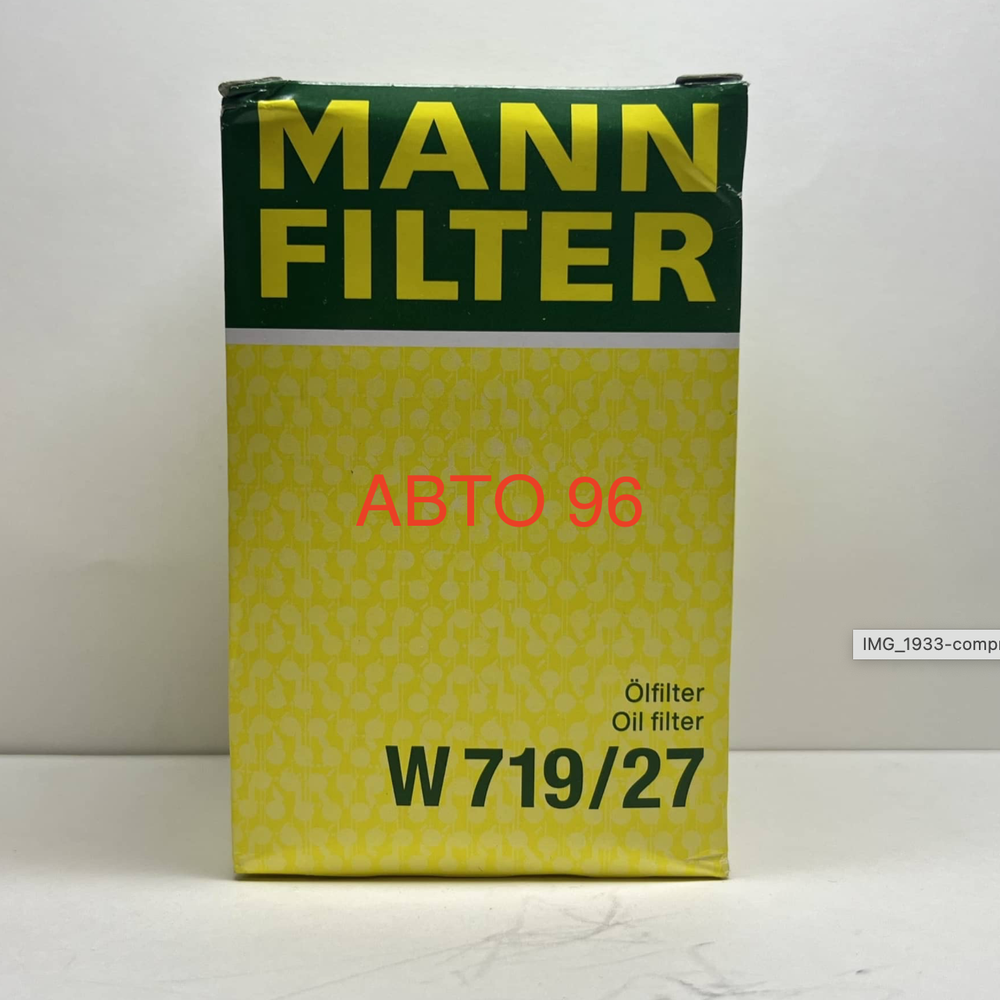 MANN
FILTER
АВТО 96
IMG_1933-compr
Ölfilter
Oil filter
W 719/27